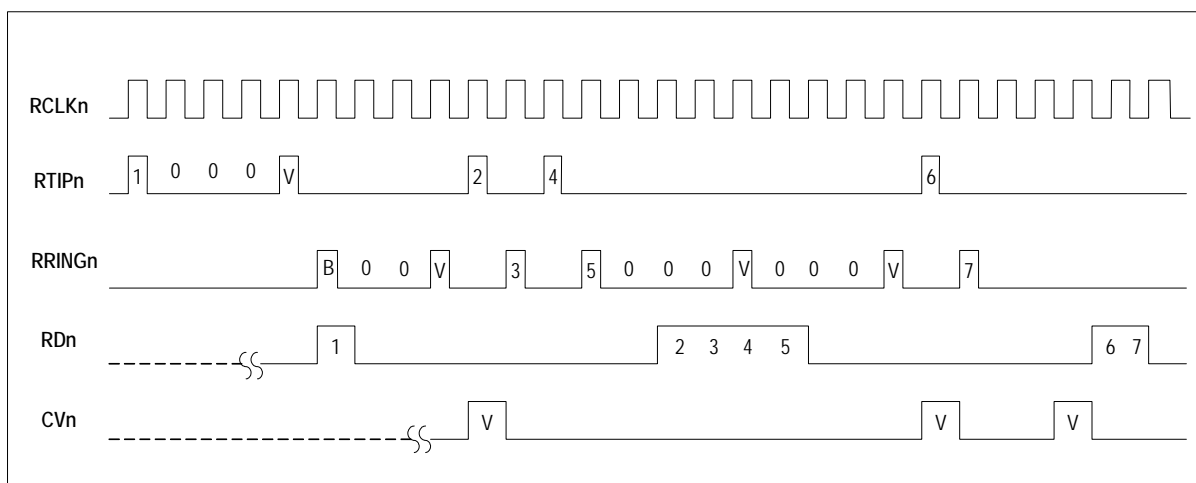 RCLKn
RTIPn 1 0 0 0 V 2 4 6
RRINGn B 0 0 V 3 5 0 0 0 V 0 0 0 V 7
RDn 1 2 3 4 5 6 7
CVn V V V